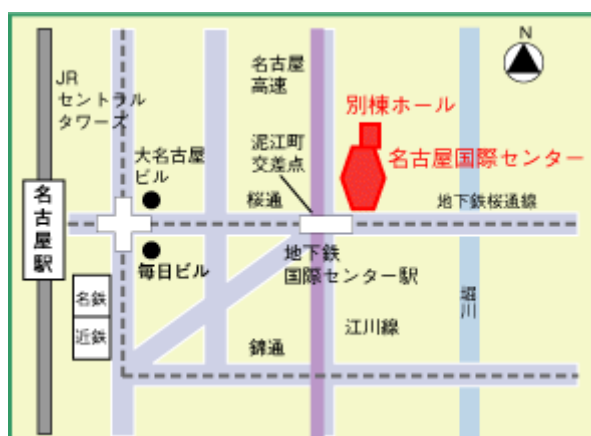 N
JR
セントラル
タワーズ
名古屋
高速
別棟ホール
大名古屋
ビル
泥江町
交差点
名古屋国際センター
桜通
地下鉄桜通線
名古屋駅
毎日ビル
地下鉄
国際センター駅
名鉄
近鉄
堀川
江川線
錦通